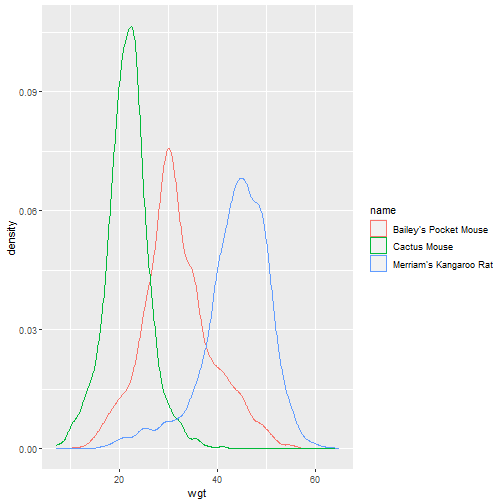 0.09
0.06
0.03
0.00
density
20
40
60
wgt
name
Bailey's Pocket Mouse
Cactus Mouse
Merriam's Kangaroo Rat